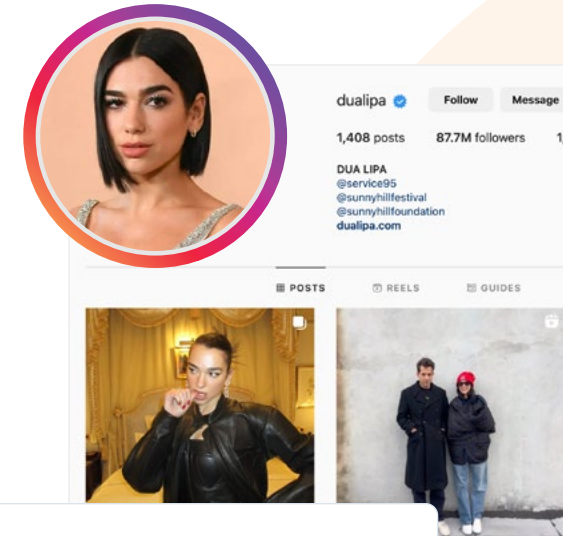 dualipa Follow Message
1,408 posts 87.7M followers 1,
DUA LIPA
@service95
@sunnyhillfestival
@sunnyhillfoundation
dualipa.com
POSTS REELS GUIDES